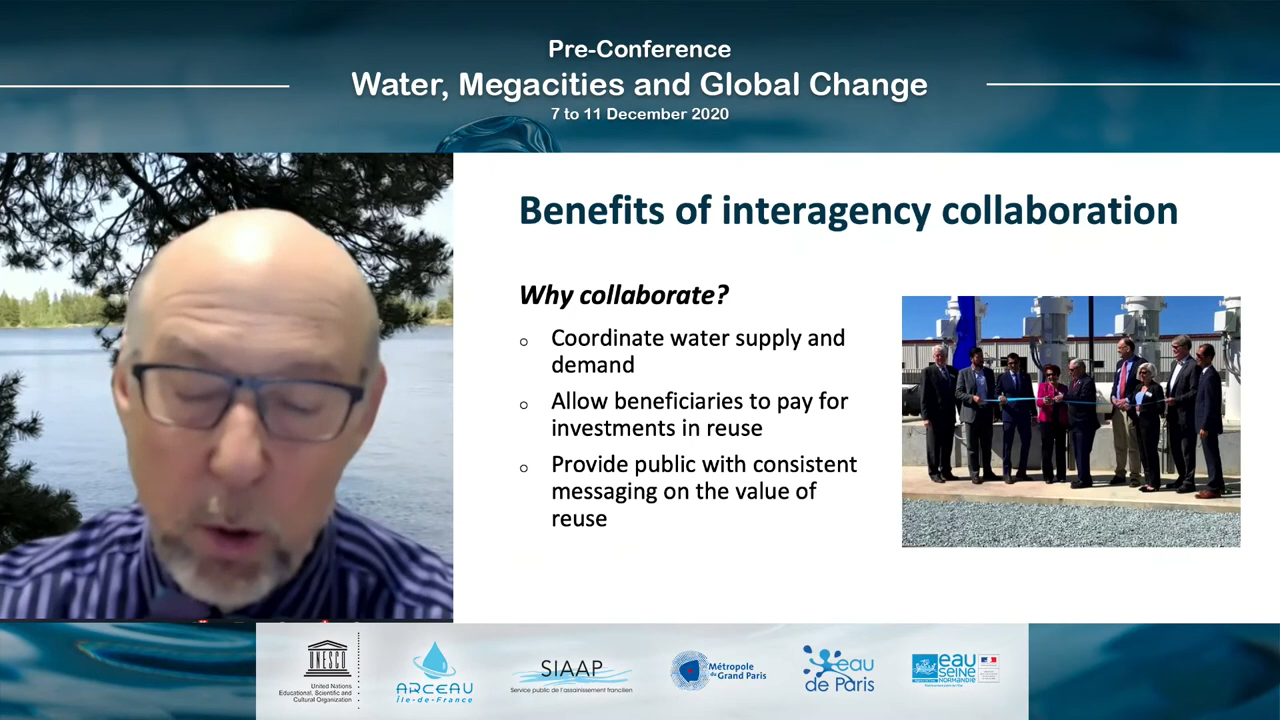 Pre-Conference
Water, Megacities and Global Change
7 to 11 December 2020
Benefits of interagency collaboration
Why collaborate?
Coordinate water supply and
demand
Allow beneficiaries to pay for
investments in reuse
Provide public with consistent
messaging on the value of
reuse
UNESCO
United Nations
Educational, Scientific and
Cultural Organization
ARCEAU
Île-de-France
SIAAP
Service public de l'assainissement francilien
Métropole
du Grand Paris
eau
de Paris
eau
SEINE
NORMANDIE